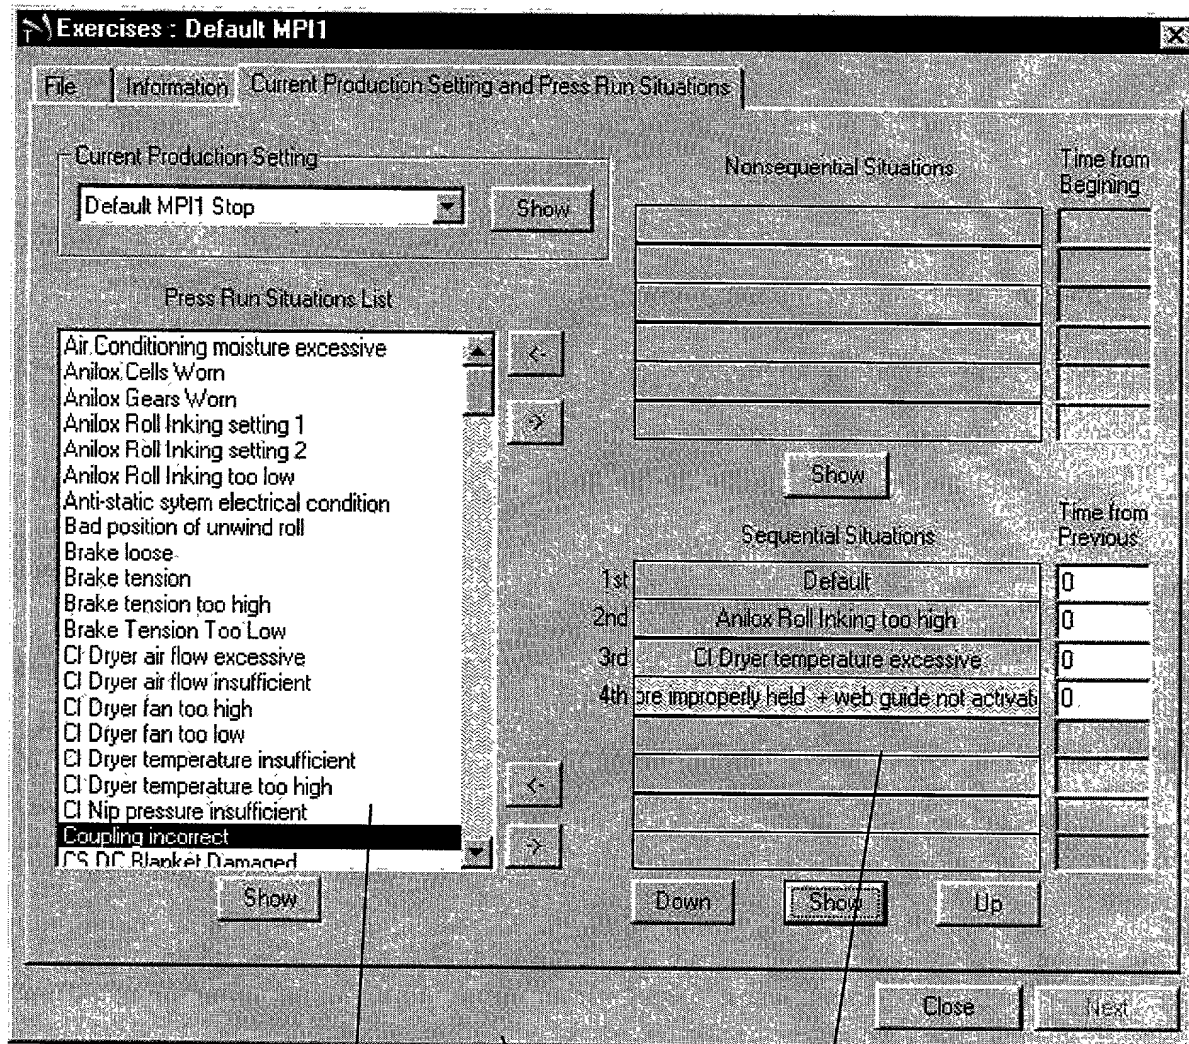 Exercises : Default MPI1
File
Information
Current Production Setting and Press Run Situations
Current Production Setting
Default MPI1 Stop
Show
Press Run Situations List
Air Conditioning moisture excessive
Anilox Cells Worn
Anilox Gears Worn
Anilox Roll Inking setting 1
Anilox Roll Inking setting 2
Anilox Roll Inking too low
Anti-static sytem electrical condition
Bad position of unwind roll
Brake loose
Brake tension
Brake tension too high
Brake Tension Too Low
CI Dryer air flow excessive
CI Dryer air flow insufficient
CI Dryer fan too high
CI Dryer fan too low
CI Dryer temperature insufficient
CI Dryer temperature too high
CI Nip pressure insufficient
Coupling incorrect
CS DC Blanket Damaged
Show
<-
->
<-
->
Nonsequential Situations
Time from
Begining
Show
Sequential Situations
Time from
Previous
1st Default 0
2nd Anilox Roll Inking too high 0
3rd CI Dryer temperature excessive 0
4th ore improperly held + web guide not activati 0
Down
Show
Up
Close
Next